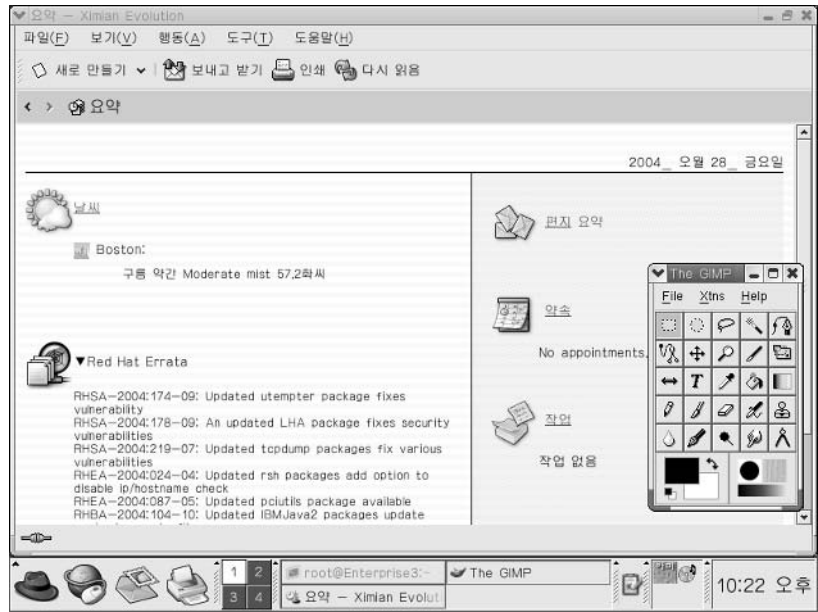 요약 — Ximian Evolution
파일(F) 보기(V) 행동(A) 도구(T) 도움말(H)
새로 만들기 보내고 받기 인쇄 다시 읽음
요약
2004_ 오월 28_ 금요일
날씨
Boston:
구름 약간 Moderate mist 57,2화씨
▼Red Hat Errata
RHSA—2004:174—09: Updated utempter package fixes
vulnerability
RHSA—2004:178—09: An updated LHA package fixes security
vulnerabilities
RHSA—2004:219—07: Updated tcpdump packages fix various
vulnerabilities
RHEA—2004:024—04: Updated rsh packages add option to
disable ip/hostname check
RHEA—2004:087—05: Updated pciutils package available
RHBA—2004:104—10: Updated IBMJava2 packages update
편지 요약
약속
No appointments.
작업
작업 없음
The GIMP
File Xtns Help
1 2
3 4
root@Enterprise3:~
The GIMP
요약 — Ximian Evolut
10:22 오후